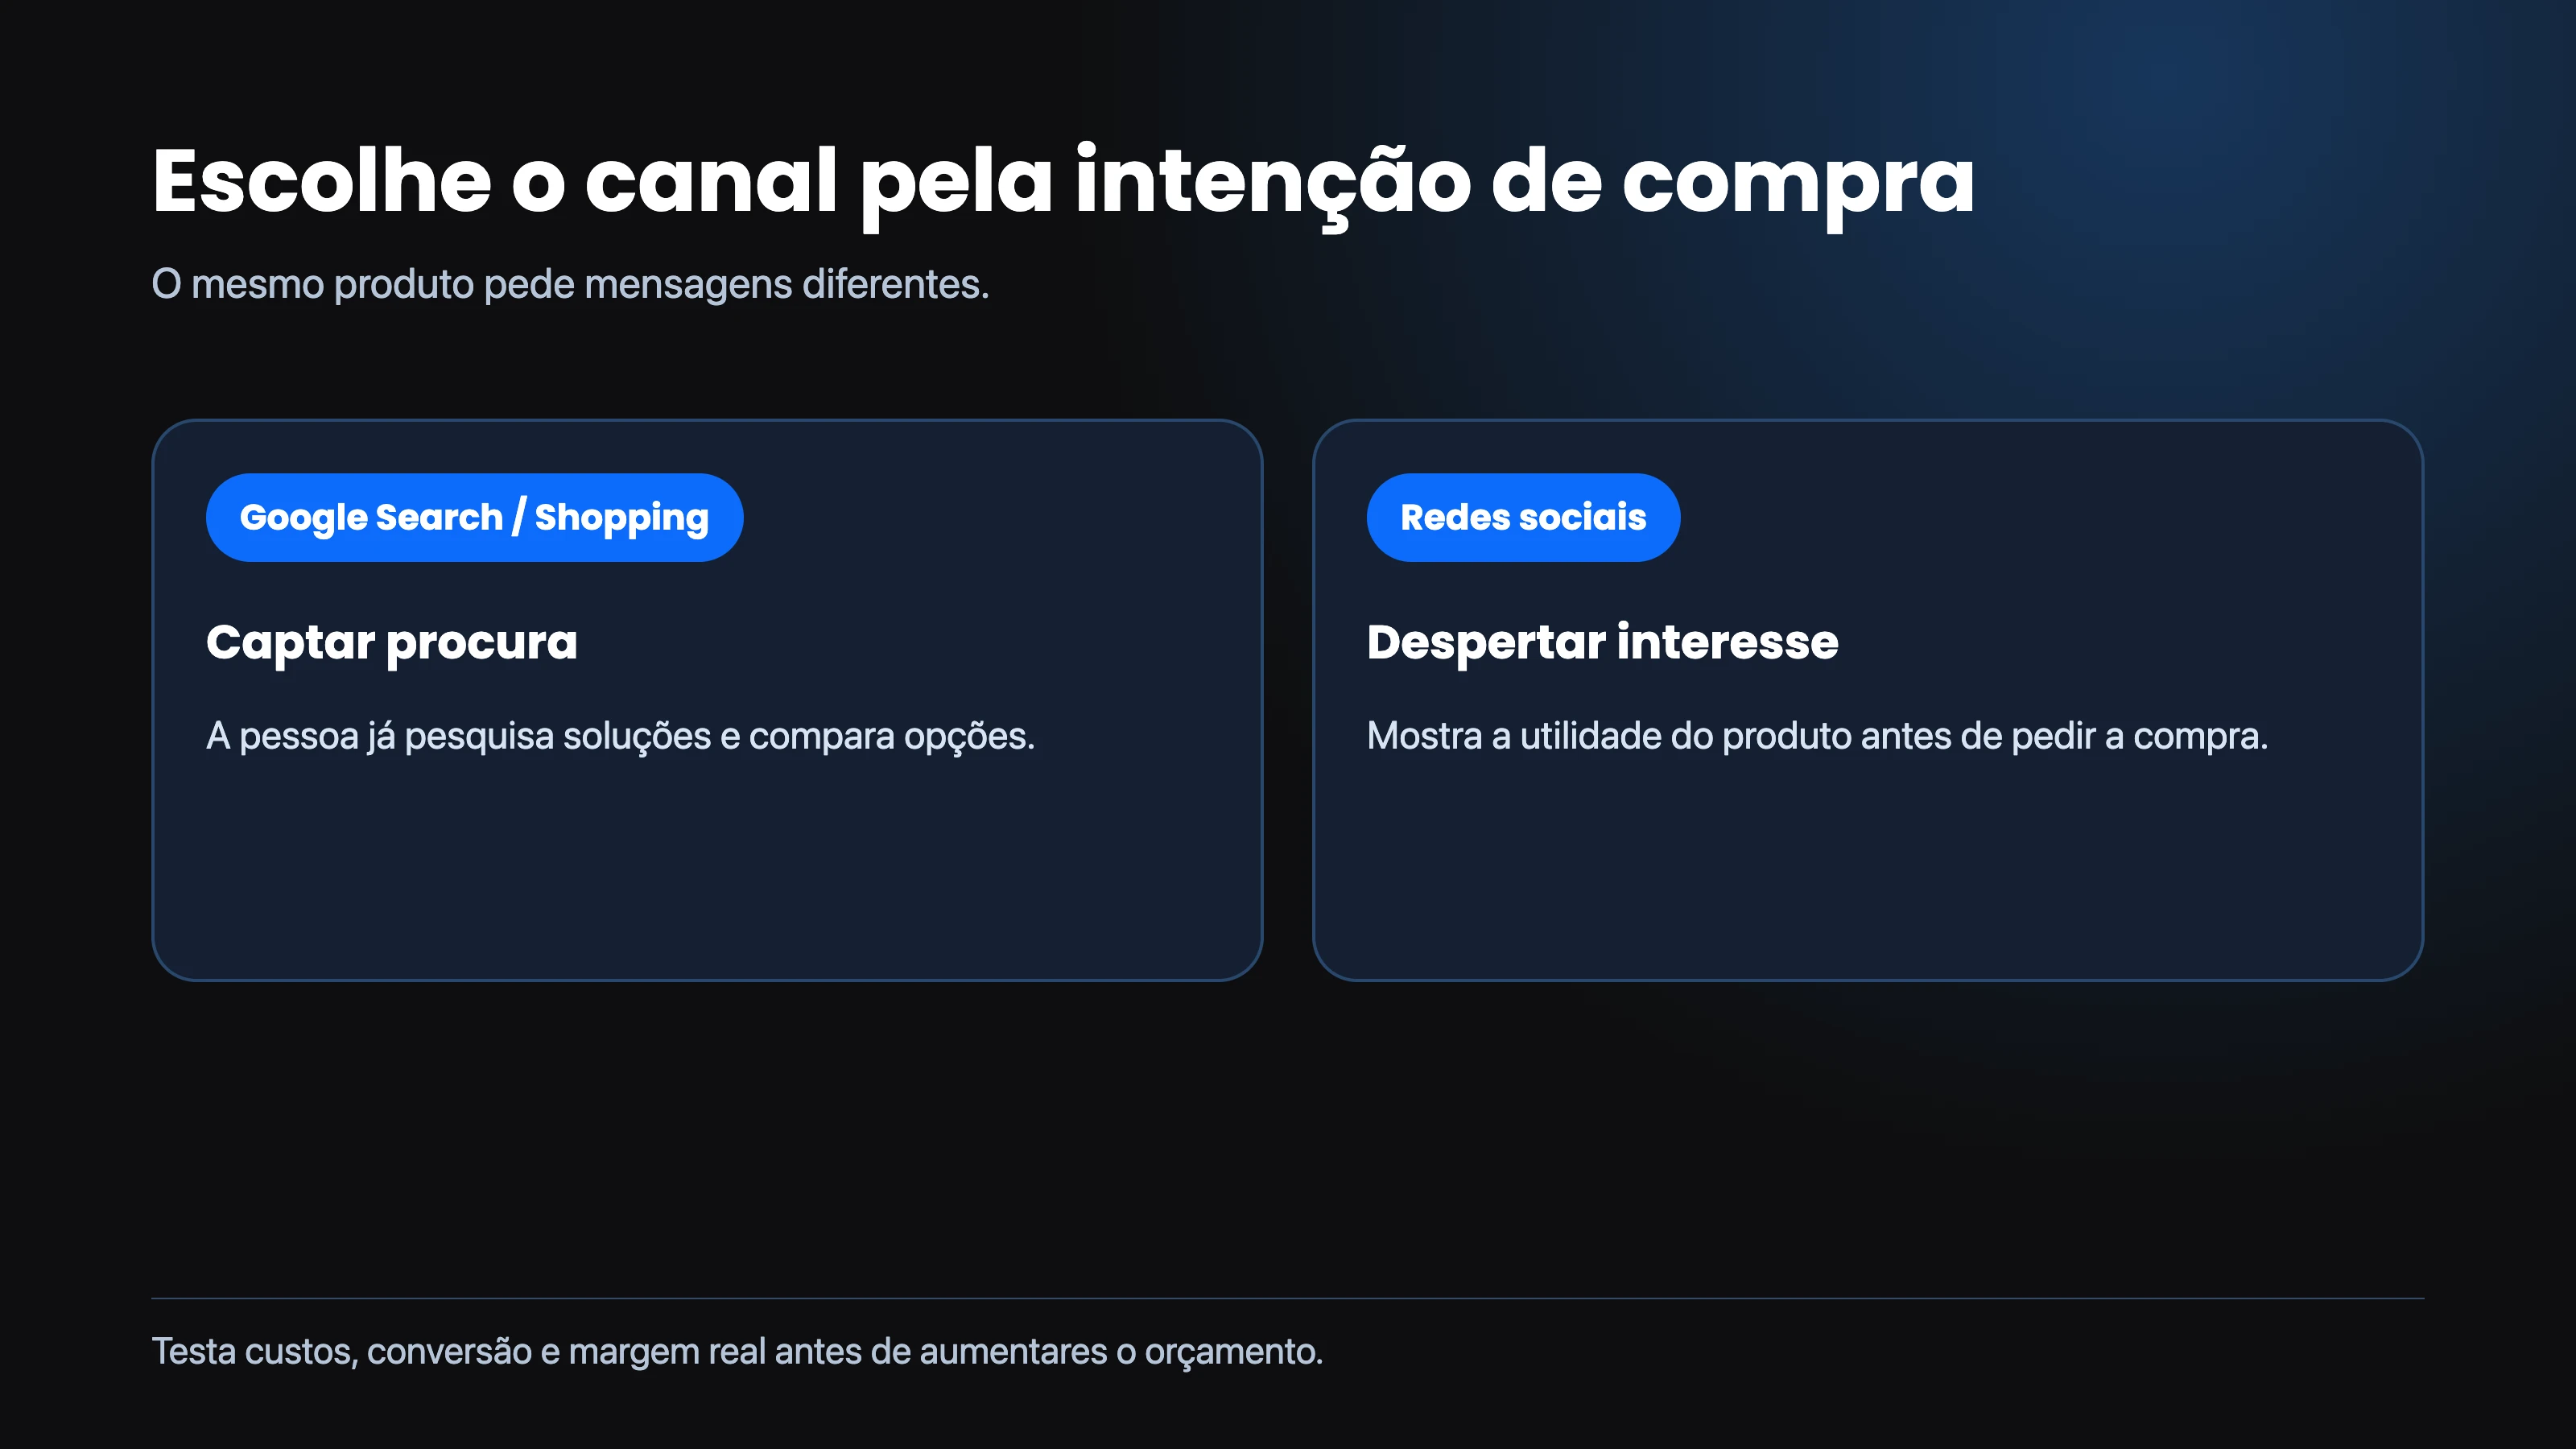 Escolhe o canal pela intenção de compra
O mesmo produto pede mensagens diferentes.
Google Search / Shopping
Captar procura
A pessoa já pesquisa soluções e compara opções.
Redes sociais
Despertar interesse
Mostra a utilidade do produto antes de pedir a compra.
Testa custos, conversão e margem real antes de aumentares o orçamento.